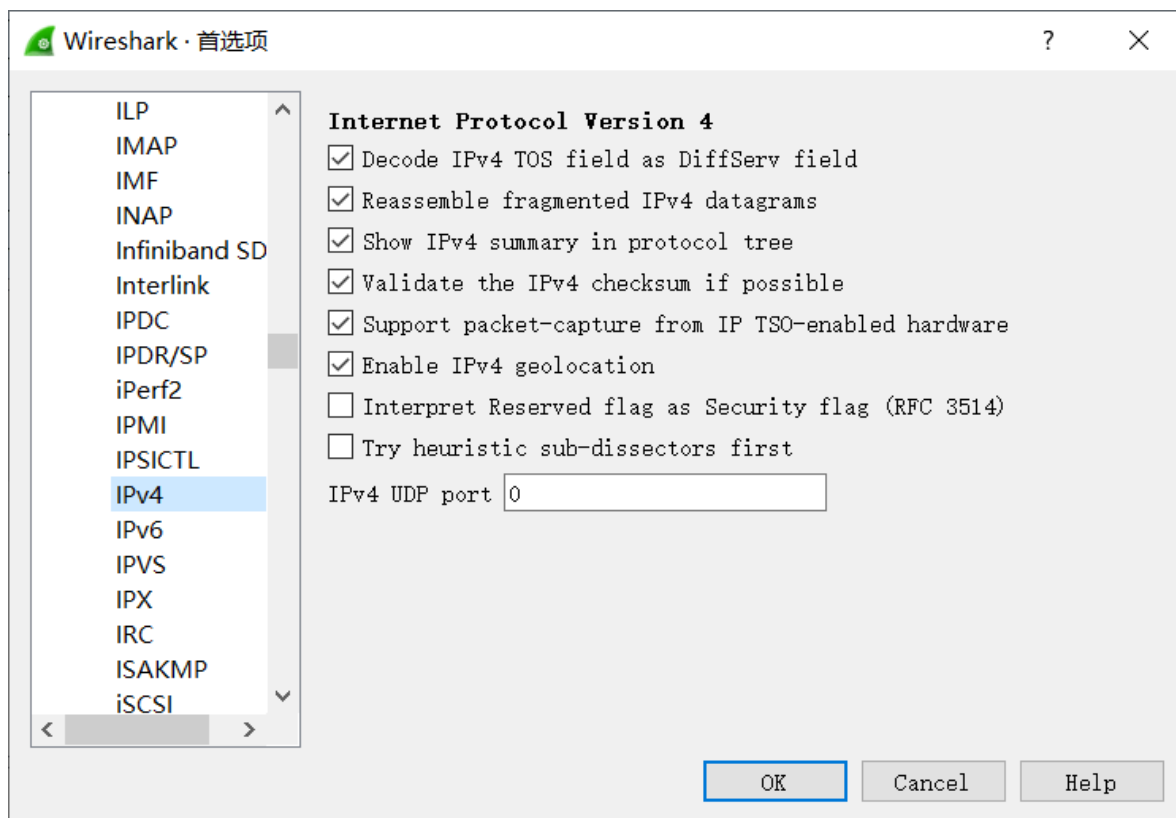 Wireshark · 首选项
?
ILP
IMAP
IMF
INAP
Infiniband SD
Interlink
IPDC
IPDR/SP
iPerf2
IPMI
IPSICTL
IPv4
IPv6
IPVS
IPX
IRC
ISAKMP
iSCSI
Internet Protocol Version 4
Decode IPv4 TOS field as DiffServ field
Reassemble fragmented IPv4 datagrams
Show IPv4 summary in protocol tree
Validate the IPv4 checksum if possible
Support packet-capture from IP TSO-enabled hardware
Enable IPv4 geolocation
Interpret Reserved flag as Security flag (RFC 3514)
Try heuristic sub-dissectors first
IPv4 UDP port 0
OK Cancel Help